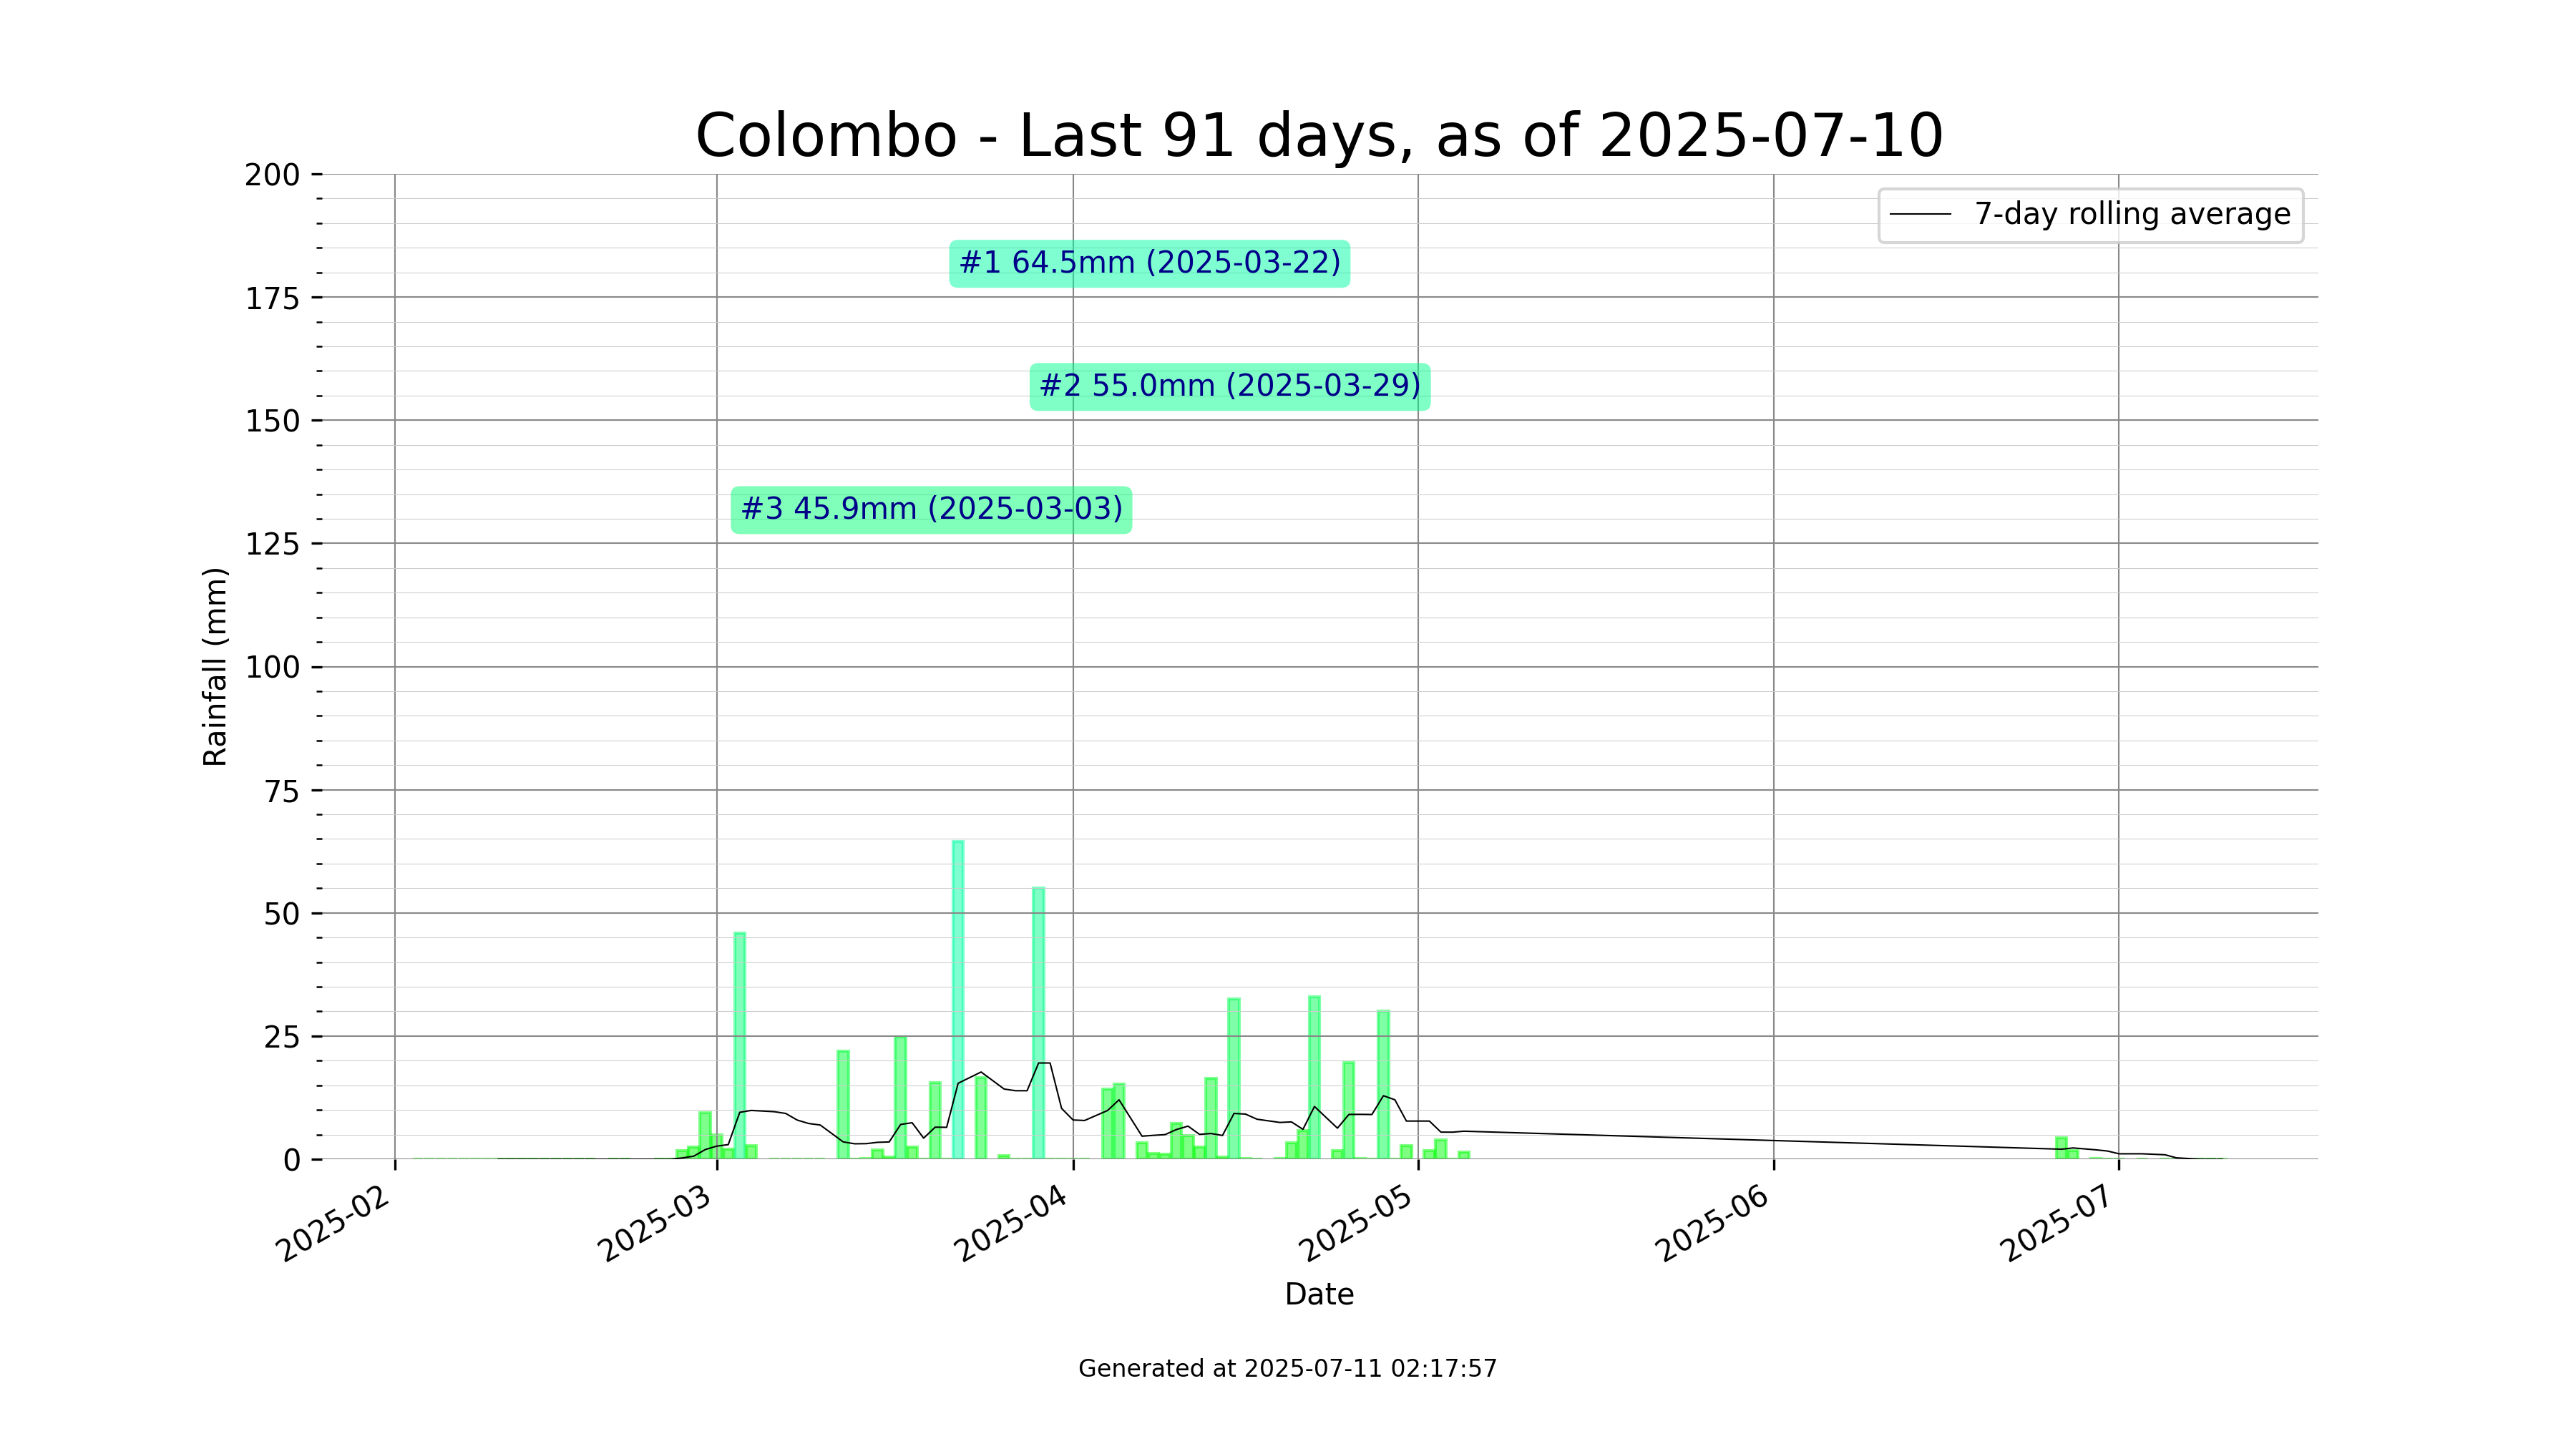 Colombo - Last 91 days, as of 2025-07-10
200
175
150
125
100
75
50
25
0
Rainfall (mm)
7-day rolling average
#1 64.5mm (2025-03-22)
#2 55.0mm (2025-03-29)
#3 45.9mm (2025-03-03)
2025-02
2025-03
2025-04
2025-05
2025-06
2025-07
Date
Generated at 2025-07-11 02:17:57